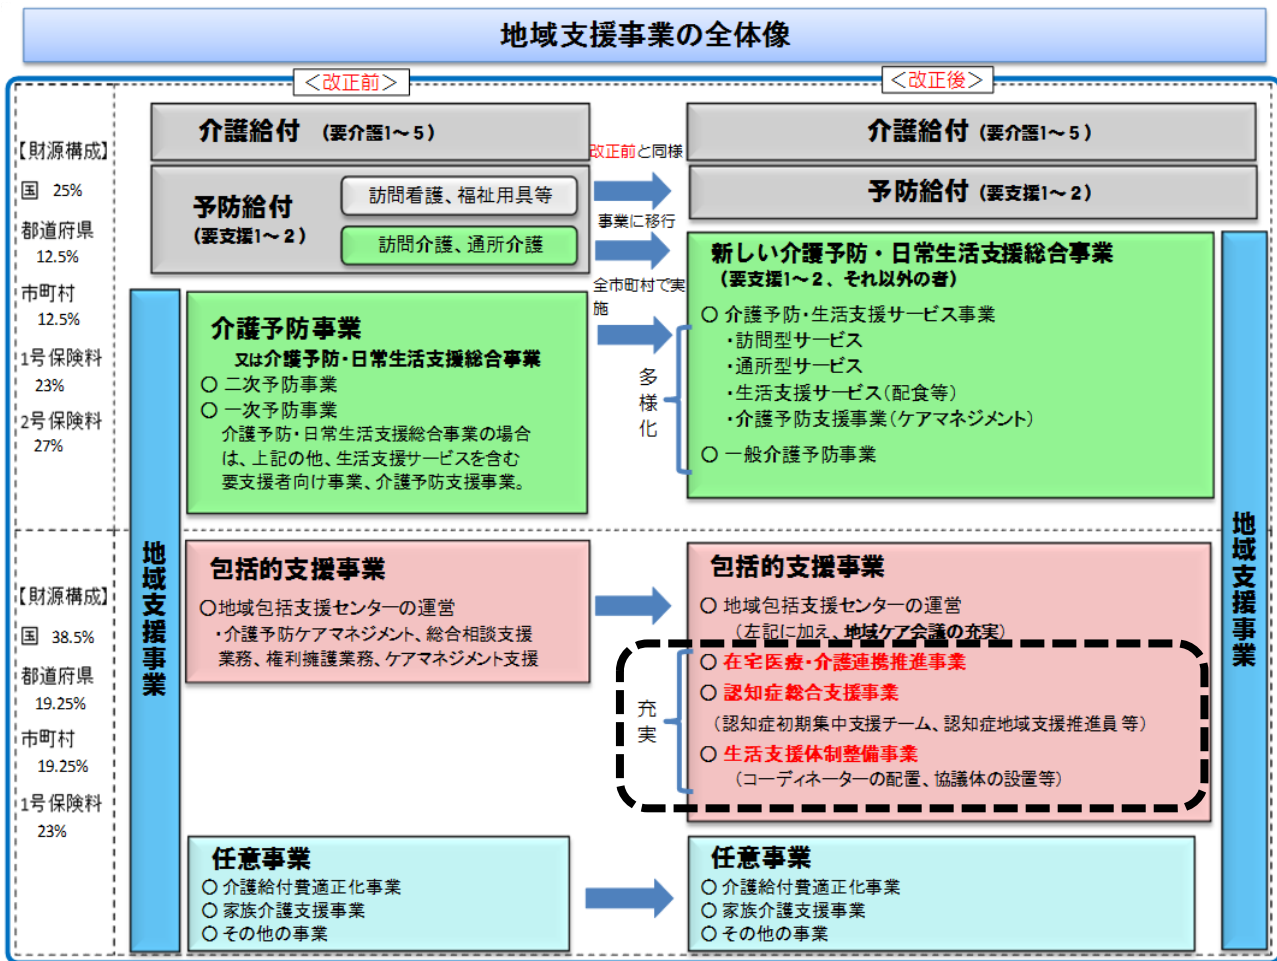 地域支援事業の全体像
＜改正前＞
＜改正後＞
【財源構成】
国 25%
都道府県
12.5%
市町村
12.5%
1号保険料
23%
2号保険料
27%
介護給付 (要介護1～5)
予防給付
(要支援1～2)
訪問看護、福祉用具等
訪問介護、通所介護
改正前と同様
事業に移行
全市町村で実
施
介護給付 (要介護1～5)
予防給付 (要支援1～2)
介護予防事業
又は介護予防・日常生活支援総合事業
○ 二次予防事業
○ 一次予防事業
介護予防・日常生活支援総合事業の場合
は、上記の他、生活支援サービスを含む
要支援者向け事業、介護予防支援事業。
多様化
新しい介護予防・日常生活支援総合事業
(要支援1～2、それ以外の者)
○ 介護予防・生活支援サービス事業
・訪問型サービス
・通所型サービス
・生活支援サービス(配食等)
・介護予防支援事業(ケアマネジメント)
○ 一般介護予防事業
地域支援事業
地域支援事業
【財源構成】
国 38.5%
都道府県
19.25%
市町村
19.25%
1号保険料
23%
包括的支援事業
○地域包括支援センターの運営
・介護予防ケアマネジメント、総合相談支援
業務、権利擁護業務、ケアマネジメント支援
充実
包括的支援事業
○ 地域包括支援センターの運営
(左記に加え、地域ケア会議の充実)
○ 在宅医療・介護連携推進事業
○ 認知症総合支援事業
(認知症初期集中支援チーム、認知症地域支援推進員 等)
○ 生活支援体制整備事業
(コーディネーターの配置、協議体の設置等)
任意事業
○ 介護給付費適正化事業
○ 家族介護支援事業
○ その他の事業
任意事業
○ 介護給付費適正化事業
○ 家族介護支援事業
○ その他の事業